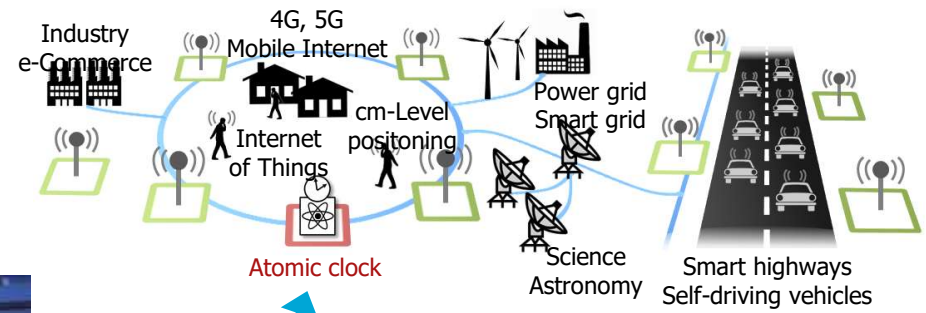 Industry
e-Commerce
4G, 5G
Mobile Internet
Internet
of Things
cm-Level
positoning
Atomic clock
Power grid
Smart grid
Science
Astronomy
Smart highways
Self-driving vehicles